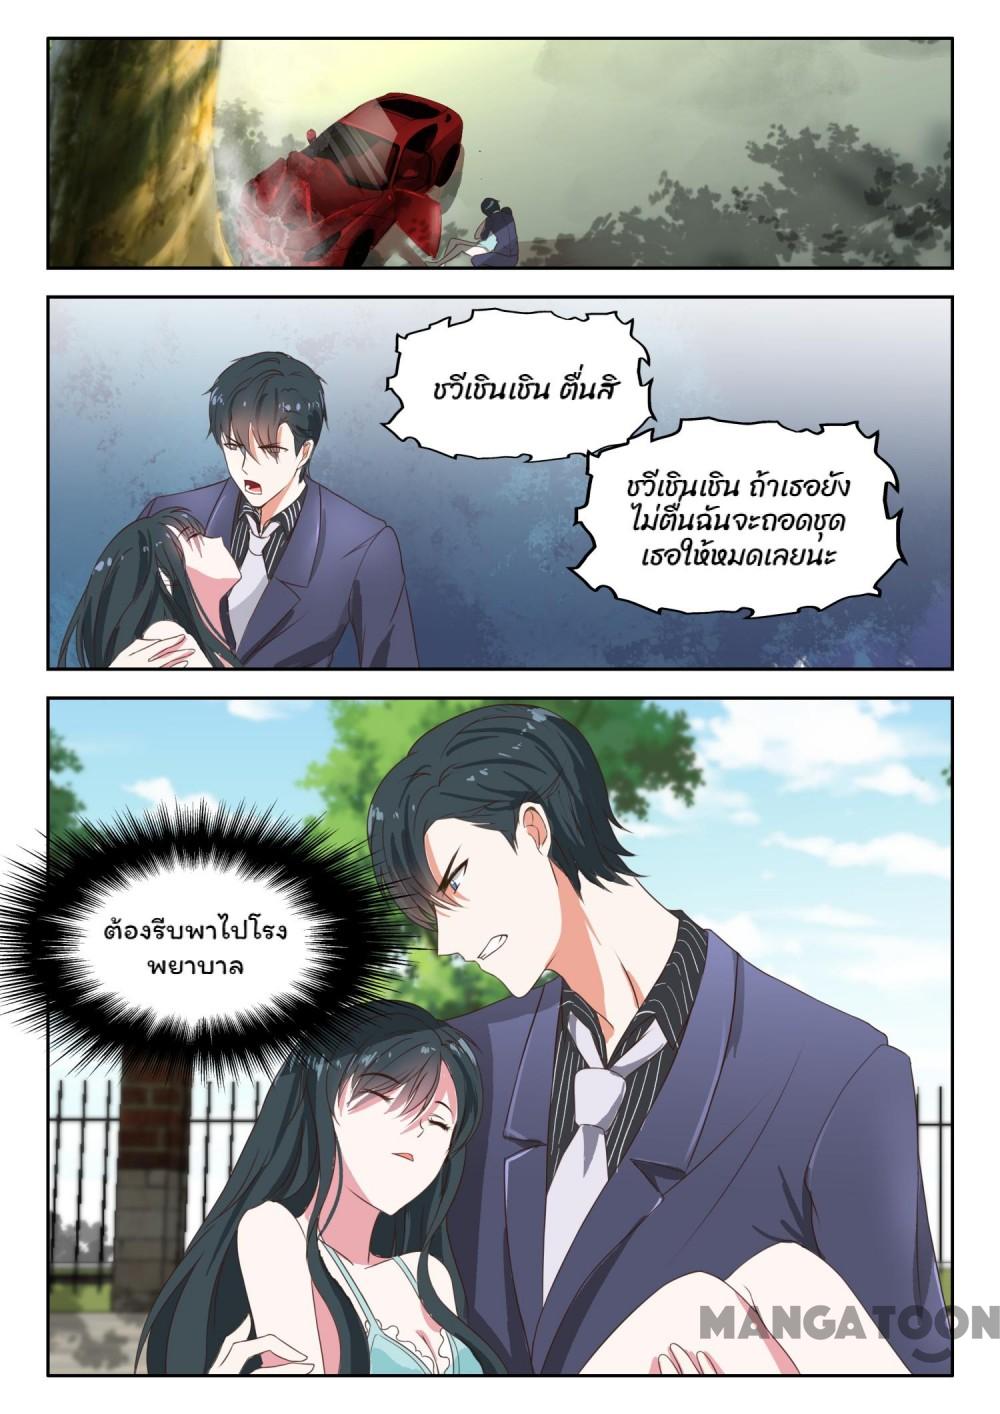 ชวีเชินเชิน ตื่นสิ
ชวีเชินเชิน ถ้าเธอยัง
ไม่ตื่นฉันจะถอดชุด
เธอให้หมดเลยนะ
ต้องรีบพาไปโรง
พยาบาล
MANGATOON